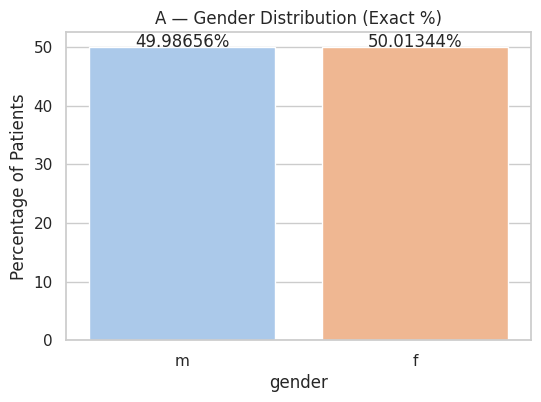 A — Gender Distribution (Exact %)
49.98656% 50.01344%
Percentage of Patients
50
40
30
20
10
0
m f
gender